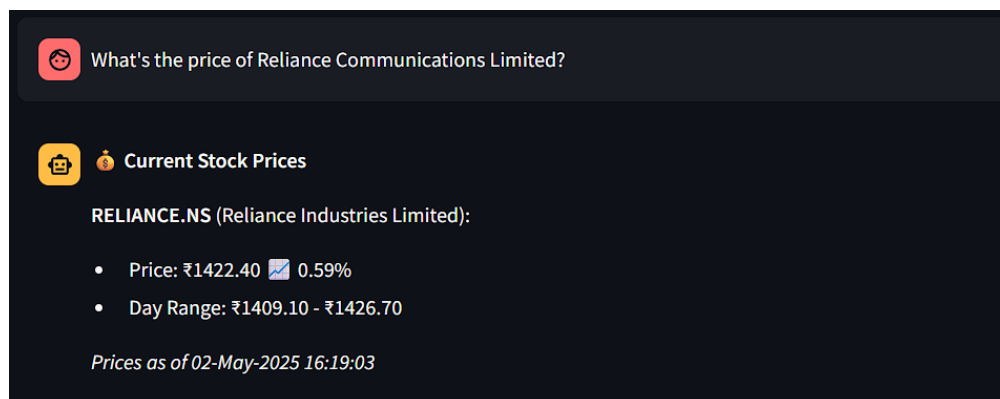 What's the price of Reliance Communications Limited?
💰 Current Stock Prices
RELIANCE.NS (Reliance Industries Limited):
• Price: ₹1422.40 📈 0.59%
• Day Range: ₹1409.10 - ₹1426.70
Prices as of 02-May-2025 16:19:03